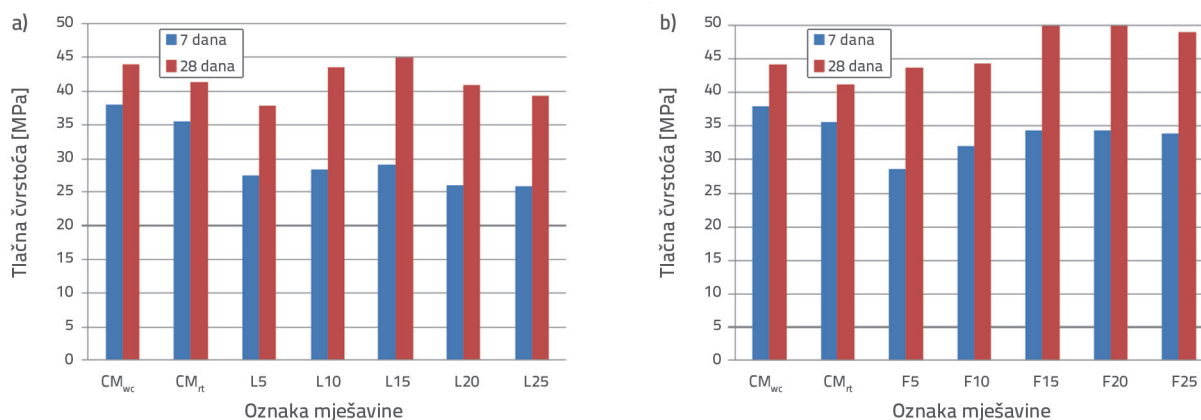 a)
Tlačna čvrstoća [MPa]
50
45
40
35
30
25
20
15
10
5
0
7 dana
28 dana
CMwc CMrt L5 L10 L15 L20 L25
Oznaka mješavine
b)
Tlačna čvrstoća [MPa]
50
45
40
35
30
25
20
15
10
5
0
7 dana
28 dana
CMwc CMrt F5 F10 F15 F20 F25
Oznaka mješavine